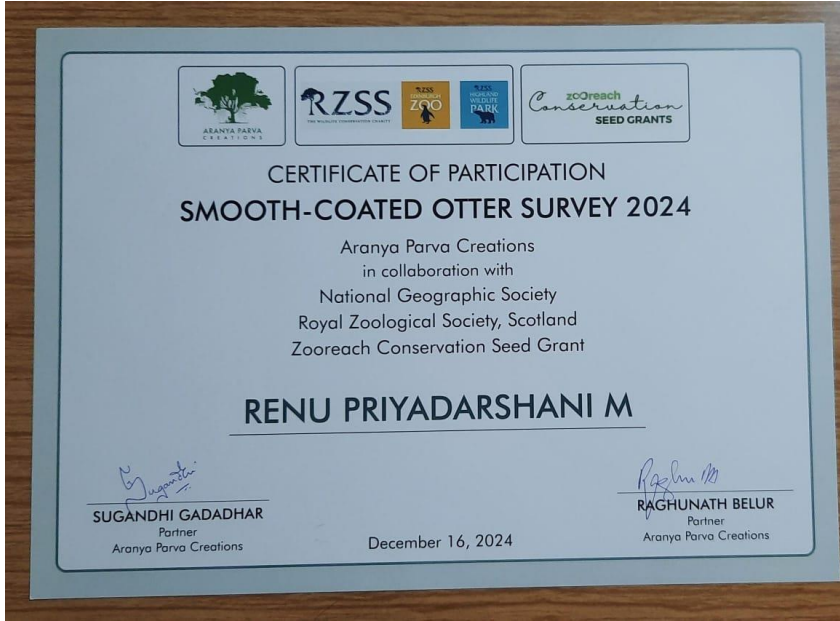 ARANYA PARVA
CREATIONS
RZSS
THE WILDLIFE CONSERVATION CHARITY
RZSS
EDINBURGH
ZOO
RZSS
HIGHLAND
WILDLIFE
PARK
zooreach
Conservation
SEED GRANTS
CERTIFICATE OF PARTICIPATION
SMOOTH-COATED OTTER SURVEY 2024
Aranya Parva Creations
in collaboration with
National Geographic Society
Royal Zoological Society, Scotland
Zooreach Conservation Seed Grant
RENU PRIYADARSHANI M
Sugandhi
SUGANDHI GADADHAR
Partner
Aranya Parva Creations
December 16, 2024
RAGHUNATH BELUR
Partner
Aranya Parva Creations